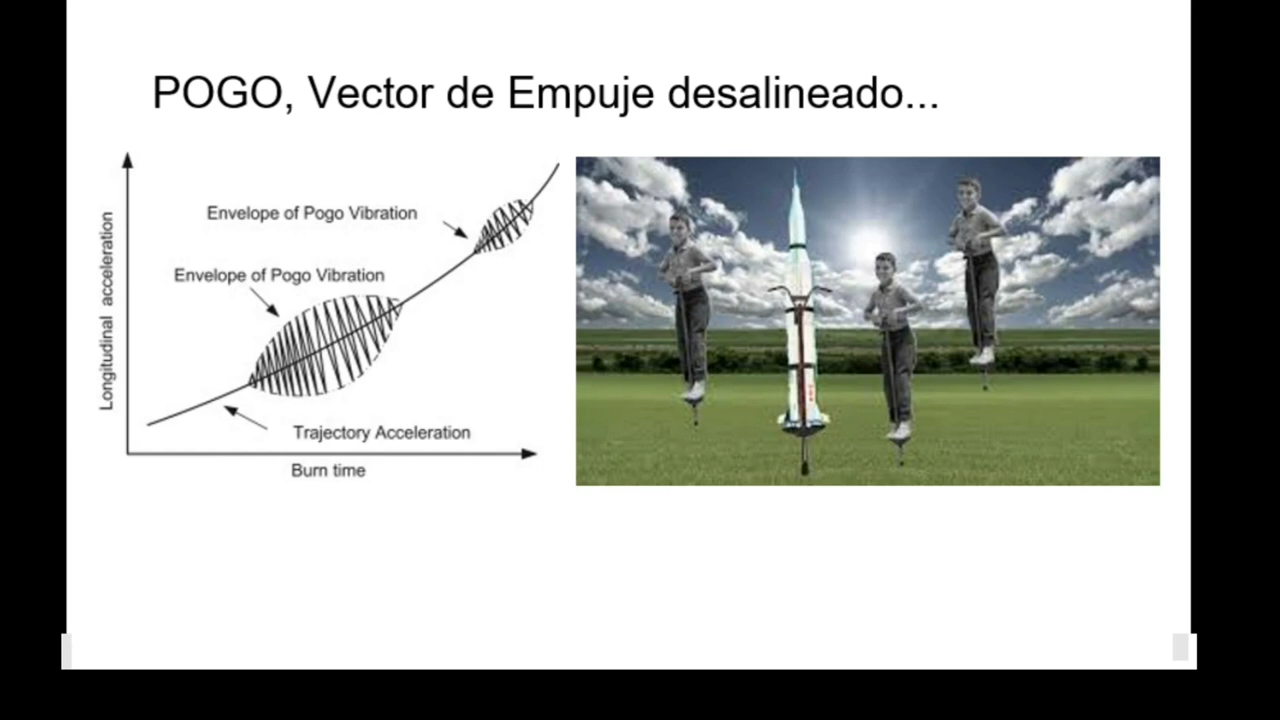 POGO, Vector de Empuje desalineado...
Envelope of Pogo Vibration
Envelope of Pogo Vibration
Longitudinal acceleration
Trajectory Acceleration
Burn time